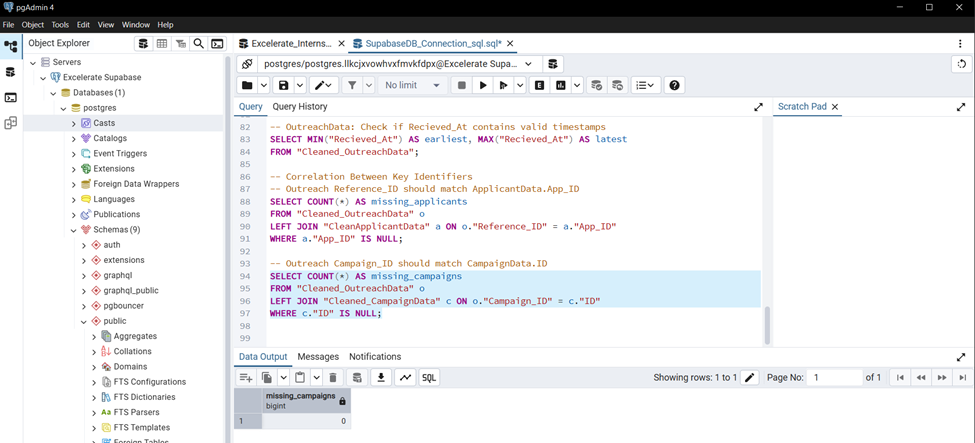 pgAdmin 4
File Object Tools Edit View Window Help
Object Explorer
Servers
Excelerate Supabase
Databases (1)
postgres
Casts
Catalogs
Event Triggers
Extensions
Foreign Data Wrappers
Languages
Publications
Schemas (9)
auth
extensions
graphql
graphql_public
pgbouncer
public
Aggregates
Collations
Domains
FTS Configurations
FTS Dictionaries
FTS Parsers
FTS Templates
Foreign Tables
Excelerate_Interns... SupabaseDB_Connection_sql.sql*
postgres/postgres.llkcjxvowhvxfmvkfdpx@Excelerate Supa...
No limit
Query Query History
Scratch Pad
82 -- OutreachData: Check if Recieved_At contains valid timestamps
83 SELECT MIN("Recieved_At") AS earliest, MAX("Recieved_At") AS latest
84 FROM "Cleaned_OutreachData";
85
86 -- Correlation Between Key Identifiers
87 -- Outreach Reference_ID should match ApplicantData.App_ID
88 SELECT COUNT(*) AS missing_applicants
89 FROM "Cleaned_OutreachData" o
90 LEFT JOIN "CleanApplicantData" a ON o."Reference_ID" = a."App_ID"
91 WHERE a."App_ID" IS NULL;
92
93 -- Outreach Campaign_ID should match CampaignData.ID
94 SELECT COUNT(*) AS missing_campaigns
95 FROM "Cleaned_OutreachData" o
96 LEFT JOIN "Cleaned_CampaignData" c ON o."Campaign_ID" = c."ID"
97 WHERE c."ID" IS NULL;
98
99
Data Output Messages Notifications
SQL
Showing rows: 1 to 1
Page No: 1 of 1
missing_campaigns
bigint
1 0